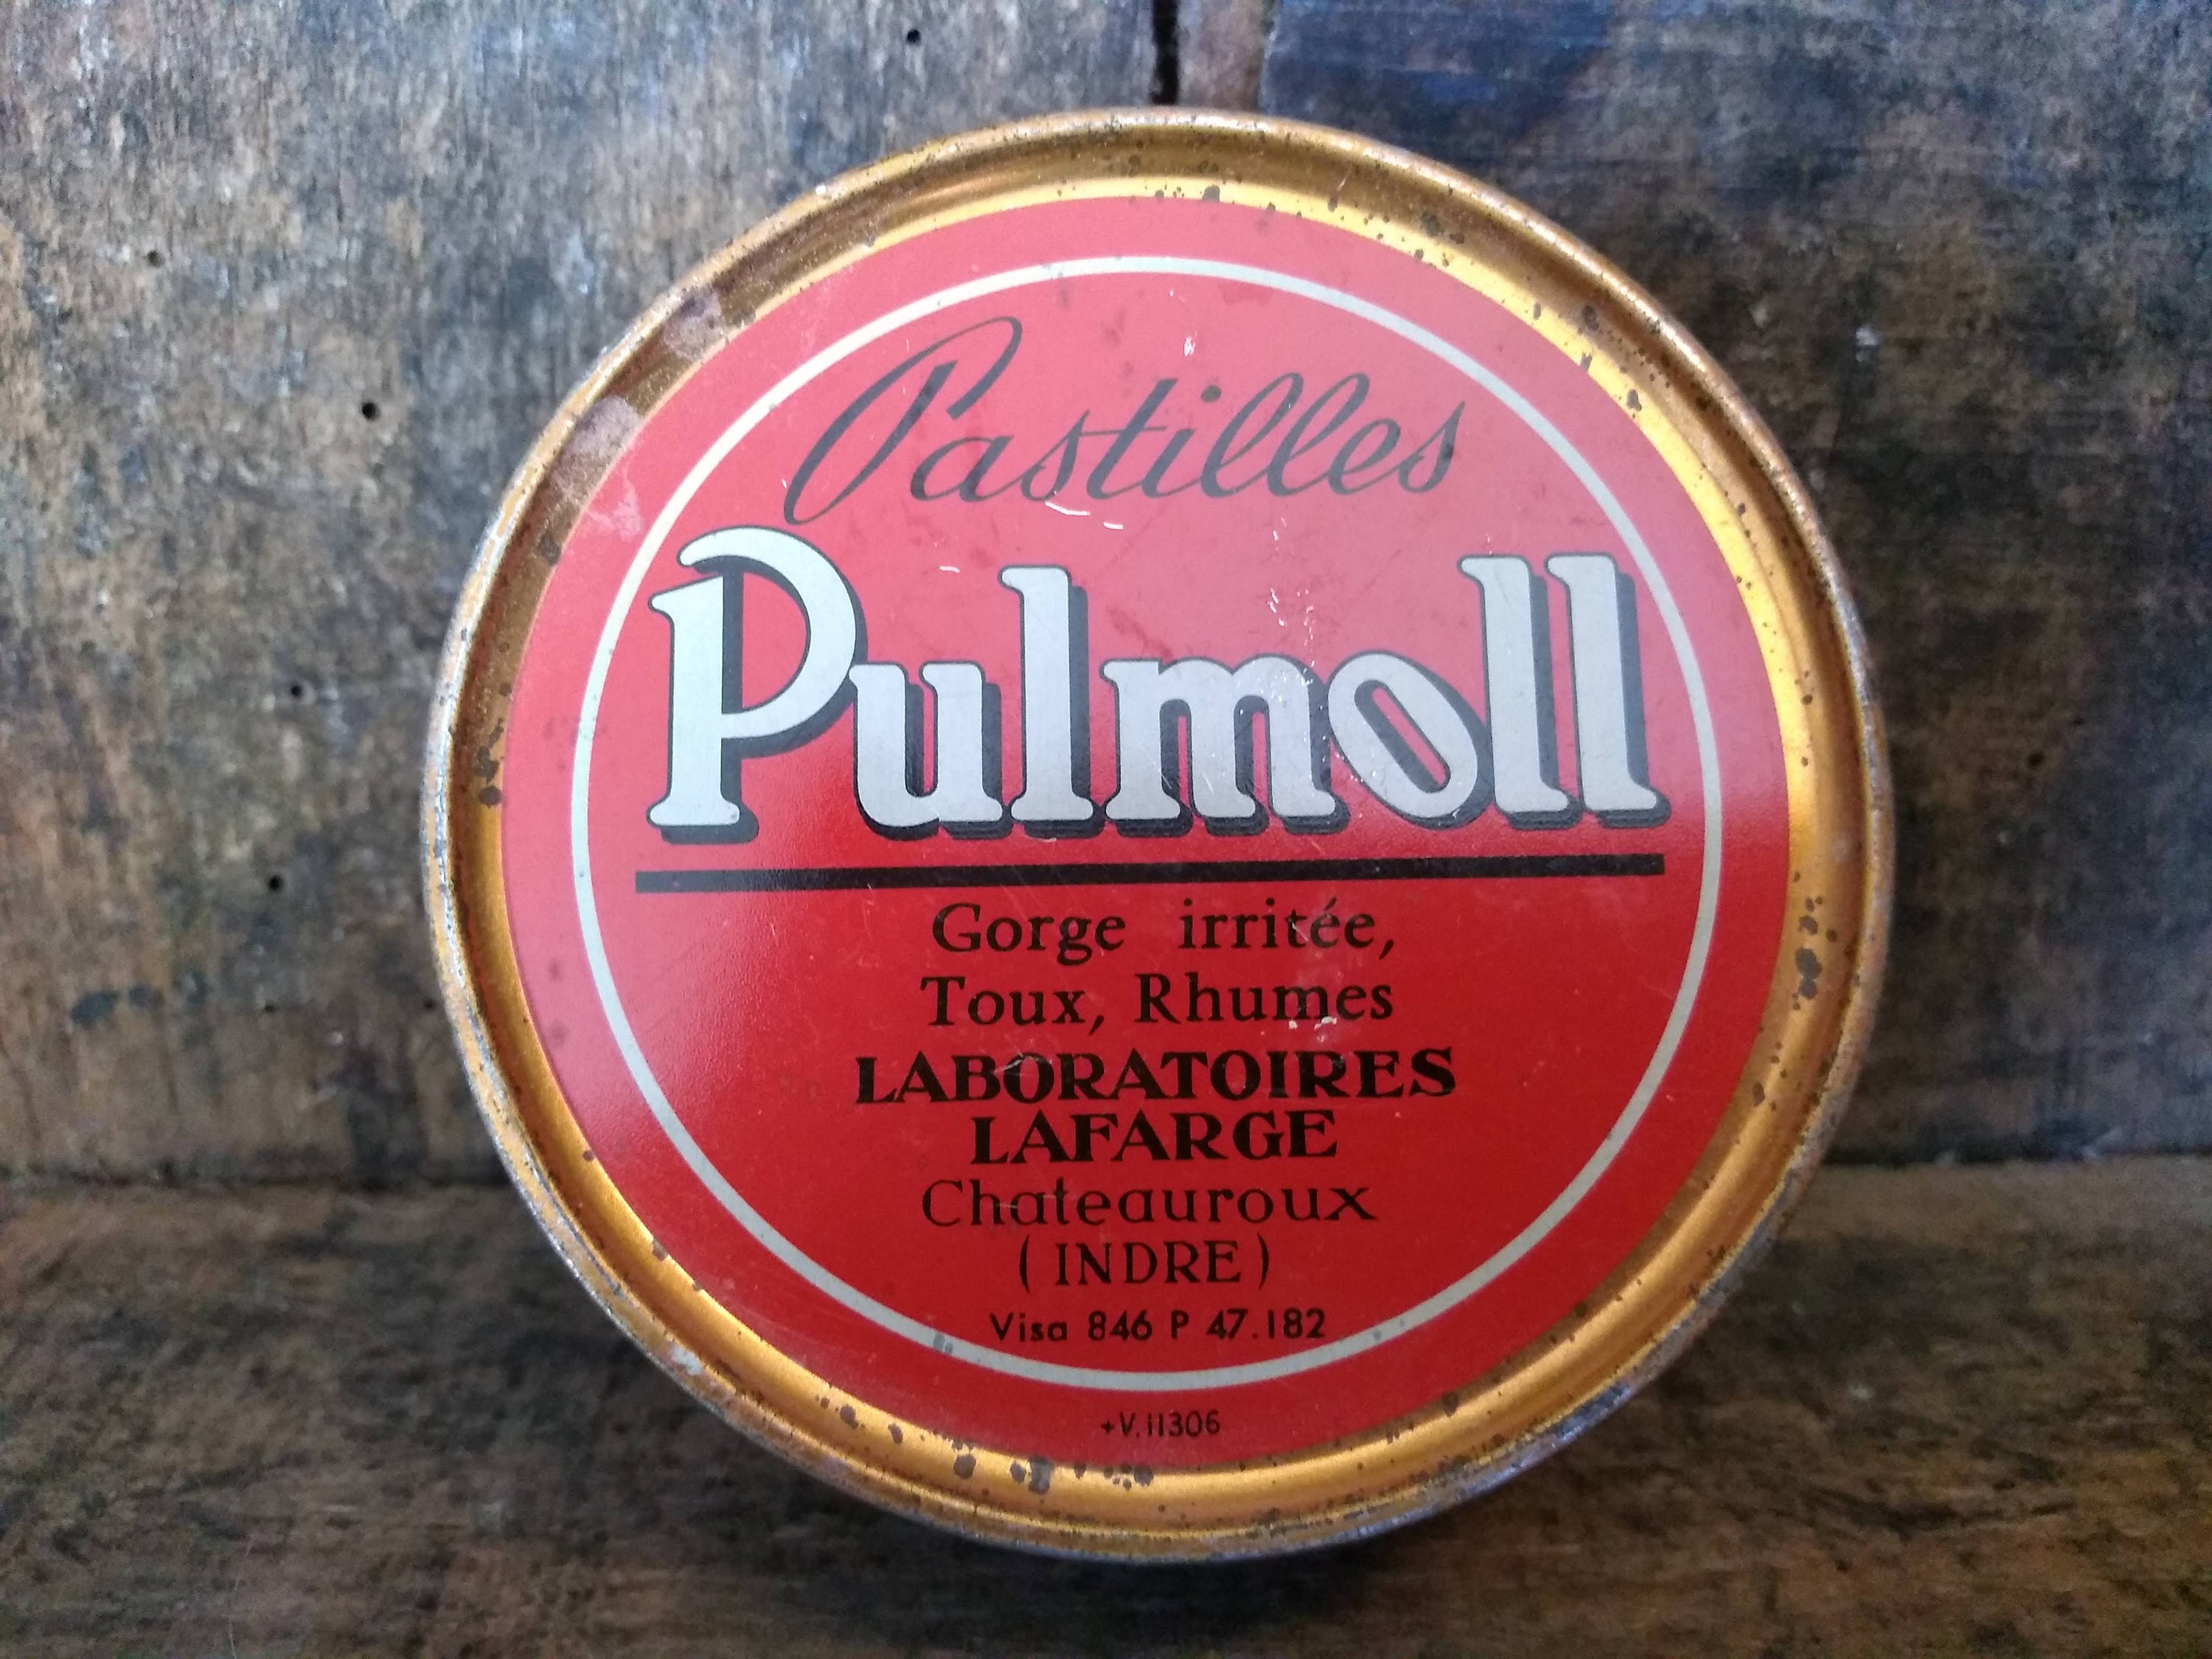 Pastilles
Pulmoll
Gorge irritée,
Toux, Rhumes
LABORATOIRES
LAFARGE
Chateauroux
(INDRE)
Visa 846 P 47.182
+V.11306